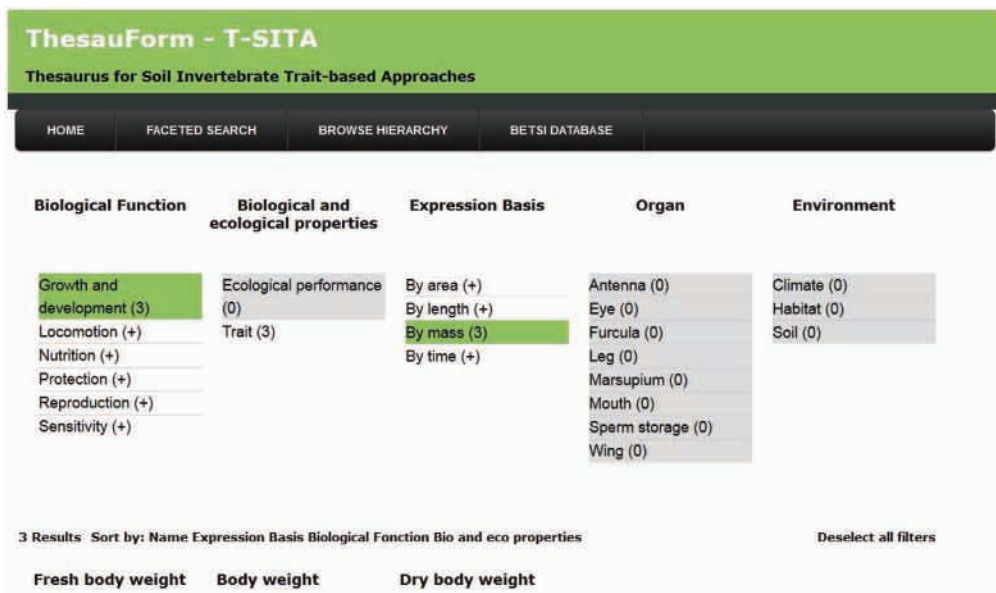 ThesauForm - T-SITA
Thesaurus for Soil Invertebrate Trait-based Approaches
HOME FACETED SEARCH BROWSE HIERARCHY BETSI DATABASE
Biological Function
Growth and
development (3)
Locomotion (+)
Nutrition (+)
Protection (+)
Reproduction (+)
Sensitivity (+)
Biological and
ecological properties
Ecological performance
(0)
Trait (3)
Expression Basis
By area (+)
By length (+)
By mass (3)
By time (+)
Organ
Antenna (0)
Eye (0)
Furcula (0)
Leg (0)
Marsupium (0)
Mouth (0)
Sperm storage (0)
Wing (0)
Environment
Climate (0)
Habitat (0)
Soil (0)
3 Results Sort by: Name Expression Basis Biological Fonction Bio and eco properties Deselect all filters
Fresh body weight Body weight Dry body weight